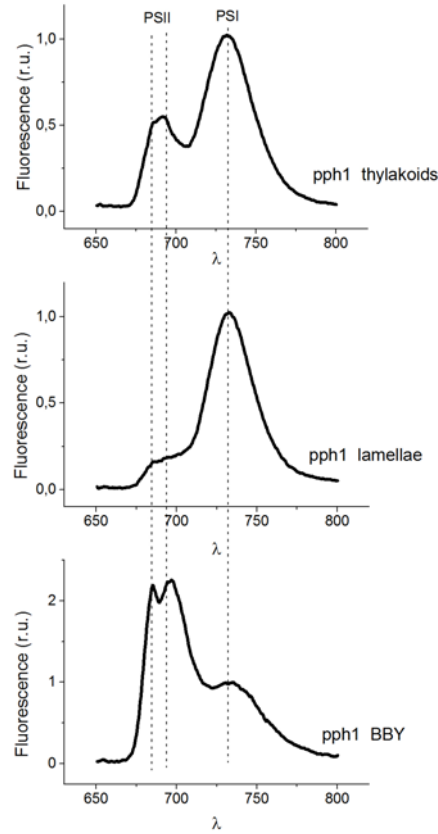 PSII PSI
Fluorescence (r.u.)
1,0
0,5
0,0
650 700 750 800
λ
pph1 thylakoids
Fluorescence (r.u.)
1,0
0,5
0,0
650 700 750 800
λ
pph1 lamellae
Fluorescence (r.u.)
2
1
0
650 700 750 800
λ
pph1 BBY